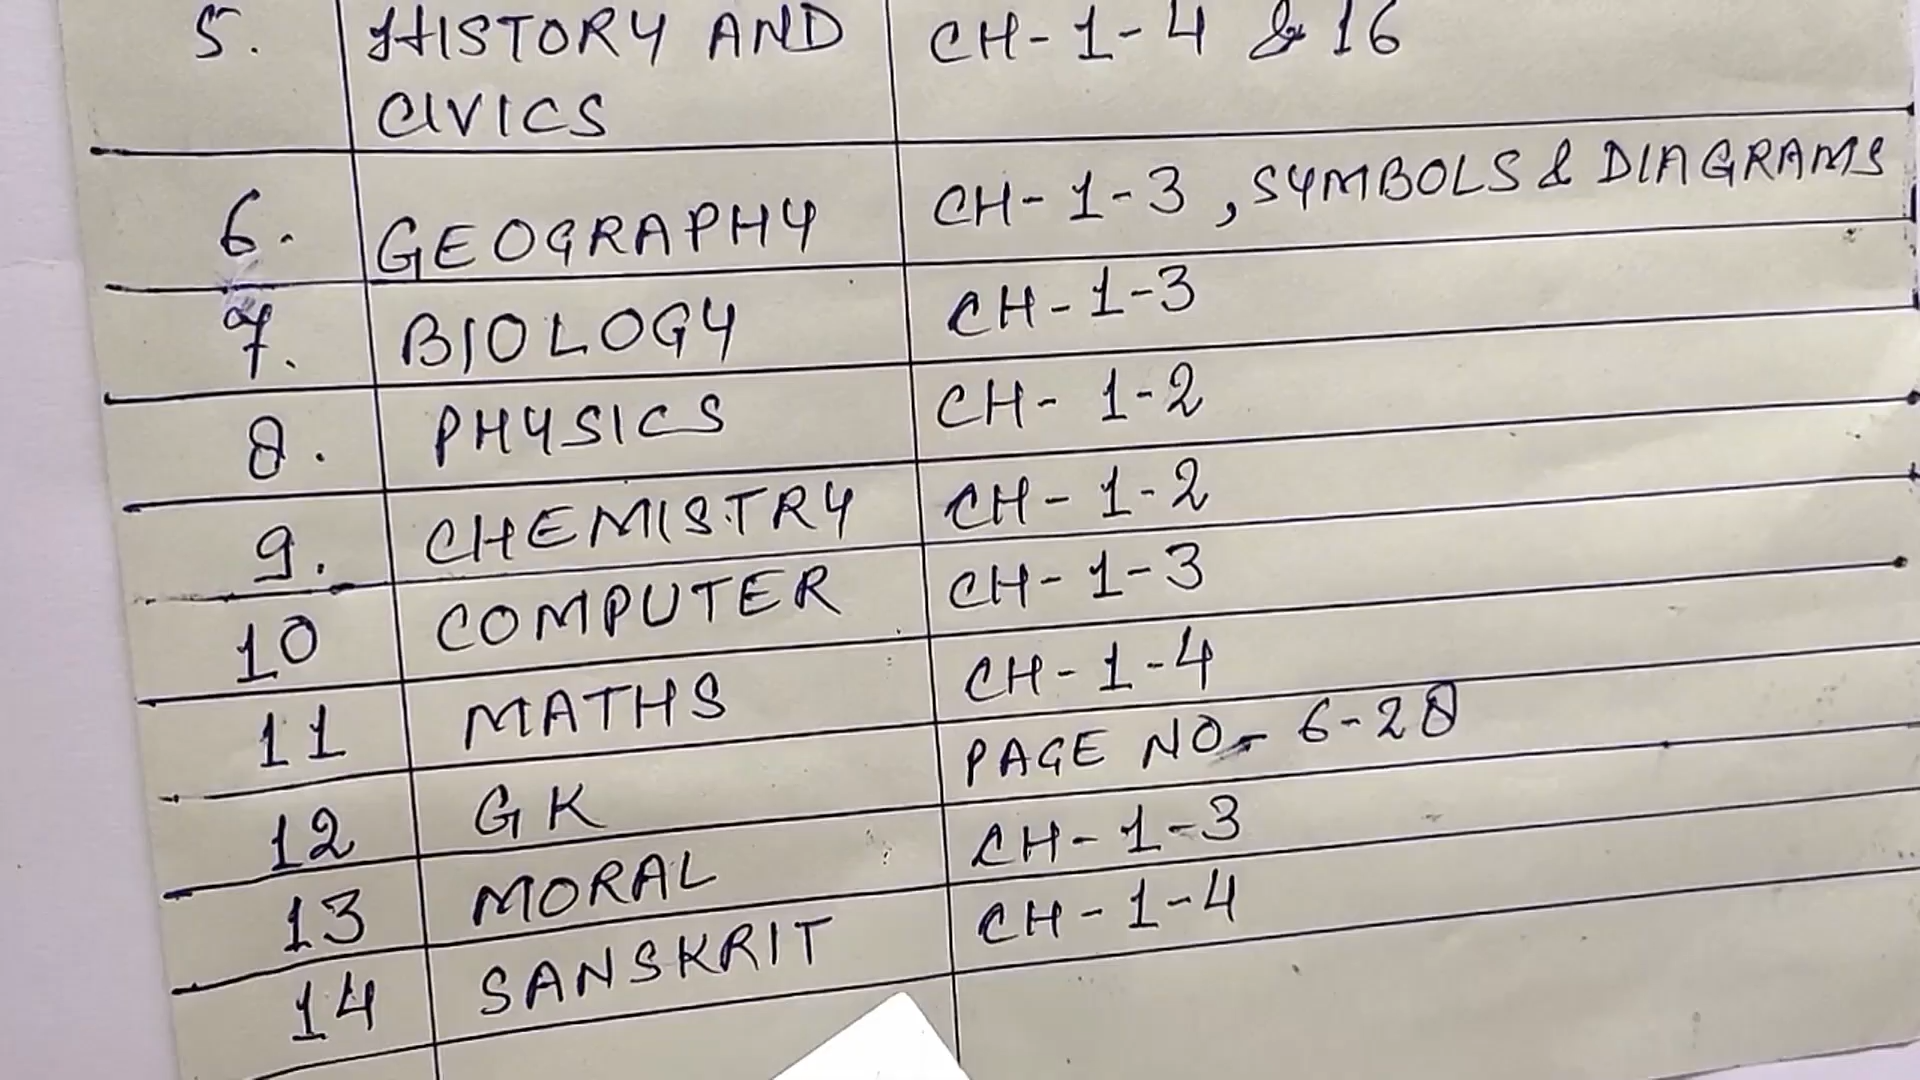 5. HISTORY AND CH-1-4 & 16
CIVICS
6. GEOGRAPHY CH-1-3, SYMBOLS & DIAGRAMS
7. BIOLOGY CH-1-3
8. PHYSICS CH-1-2
9. CHEMISTRY CH-1-2
10 COMPUTER CH-1-3
11 MATHS CH-1-4
12 GK PAGE NO- 6-28
13 MORAL CH-1-3
14 SANSKRIT CH-1-4